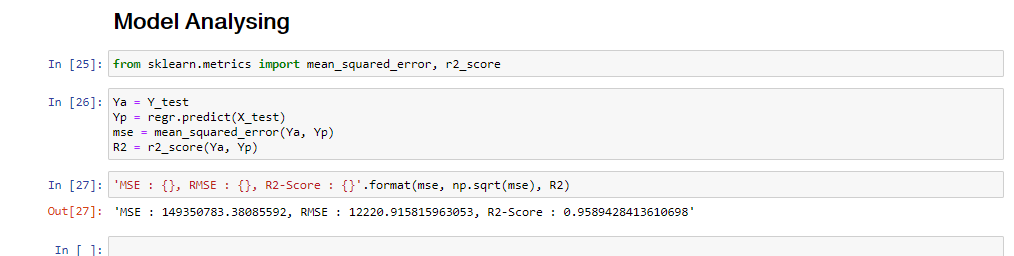 Model Analysing
In [25]: from sklearn.metrics import mean_squared_error, r2_score
In [26]: Ya = Y_test
Yp = regr.predict(X_test)
mse = mean_squared_error(Ya, Yp)
R2 = r2_score(Ya, Yp)
In [27]: 'MSE : {}, RMSE : {}, R2-Score : {}'.format(mse, np.sqrt(mse), R2)
Out[27]: 'MSE : 149350783.38085592, RMSE : 12220.915815963053, R2-Score : 0.9589428413610698'
In [ ]: